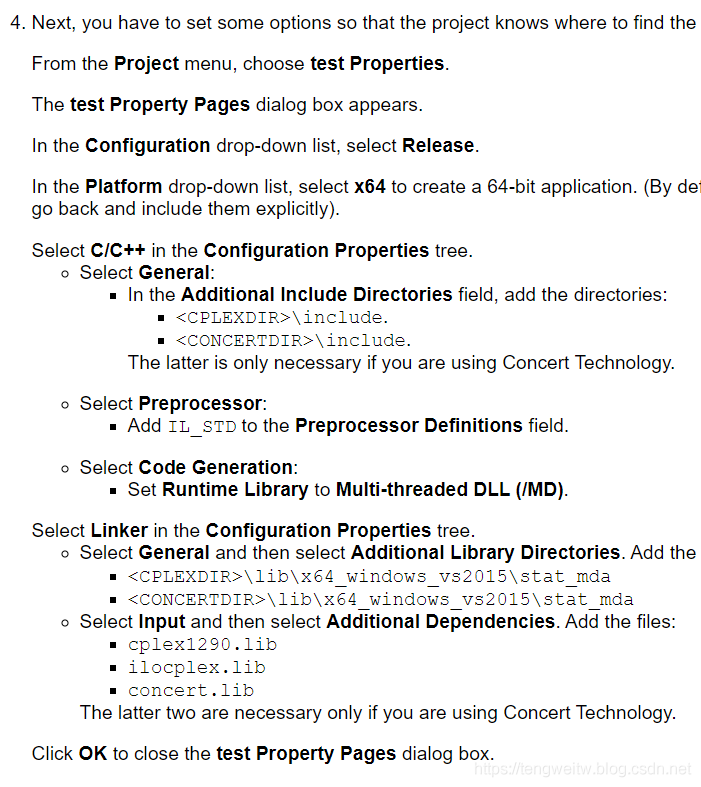 4. Next, you have to set some options so that the project knows where to find the
From the Project menu, choose test Properties.
The test Property Pages dialog box appears.
In the Configuration drop-down list, select Release.
In the Platform drop-down list, select x64 to create a 64-bit application. (By def
go back and include them explicitly).
Select C/C++ in the Configuration Properties tree.
Select General:
In the Additional Include Directories field, add the directories:
<CPLEXDIR>\include.
<CONCERTDIR>\include.
The latter is only necessary if you are using Concert Technology.
Select Preprocessor:
Add IL_STD to the Preprocessor Definitions field.
Select Code Generation:
Set Runtime Library to Multi-threaded DLL (/MD).
Select Linker in the Configuration Properties tree.
Select General and then select Additional Library Directories. Add the
<CPLEXDIR>\lib\x64_windows_vs2015\stat_mda
<CONCERTDIR>\lib\x64_windows_vs2015\stat_mda
Select Input and then select Additional Dependencies. Add the files:
cplex1290.lib
ilocplex.lib
concert.lib
The latter two are necessary only if you are using Concert Technology.
Click OK to close the test Property Pages dialog box.
https://tengweitw.blog.csdn.net